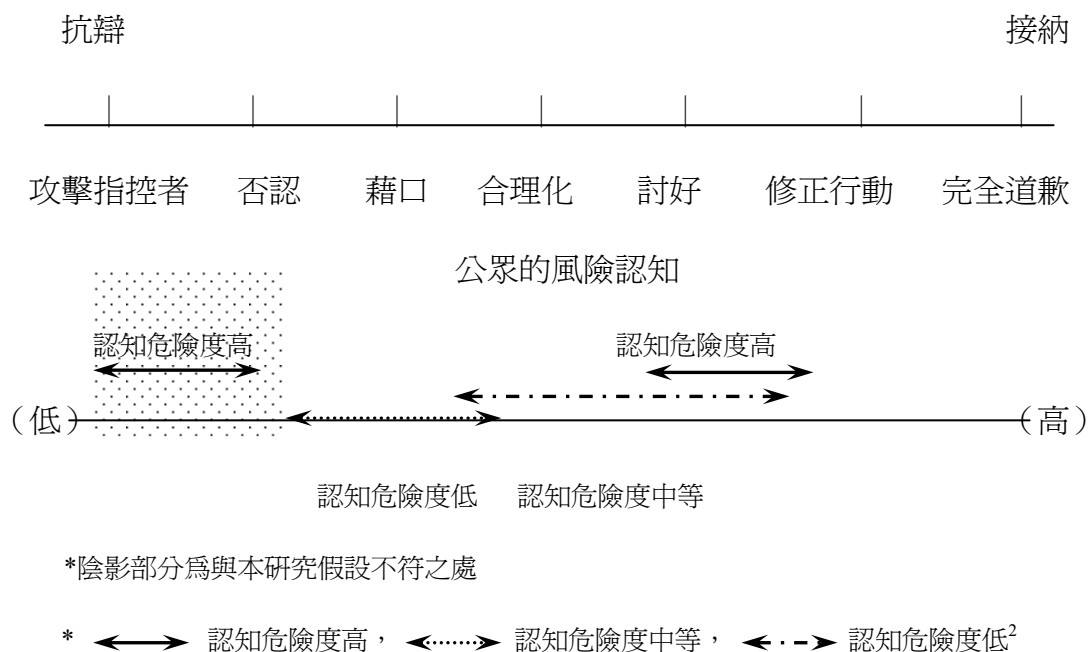 抗辯 接納
攻擊指控者 否認 藉口 合理化 討好 修正行動 完全道歉
公眾的風險認知
認知危險度高 認知危險度高
（低） （高）
認知危險度低 認知危險度中等
*陰影部分為與本研究假設不符之處
* 認知危險度高， 認知危險度中等， 認知危險度低2